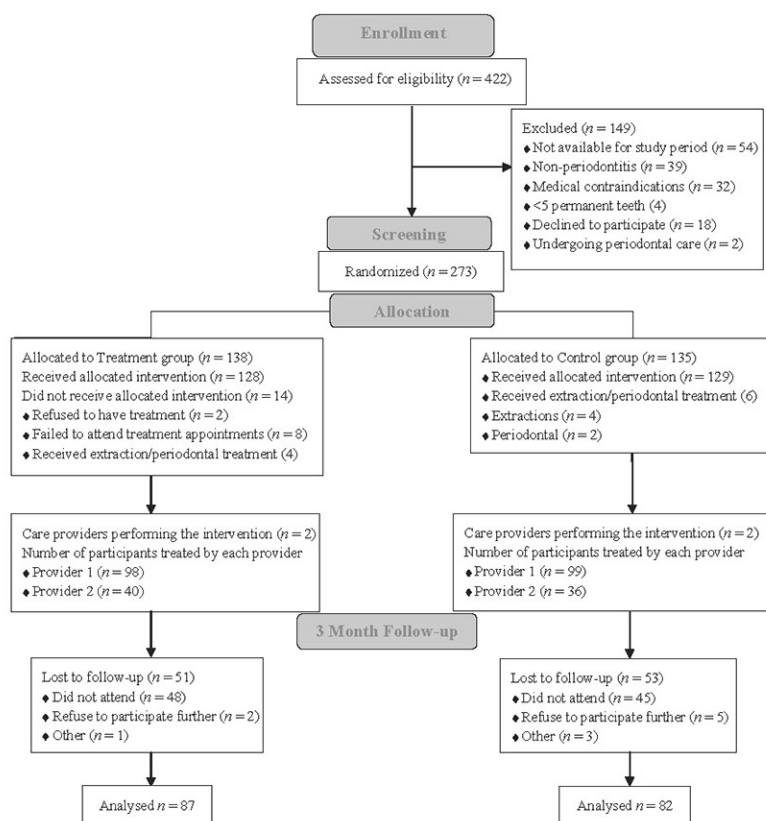 Enrollment
Assessed for eligibility (n = 422)
Excluded (n = 149)
♦ Not available for study period (n = 54)
♦ Non-periodontitis (n = 39)
♦ Medical contraindications (n = 32)
♦ <5 permanent teeth (4)
♦ Declined to participate (n = 18)
♦ Undergoing periodontal care (n = 2)
Screening
Randomized (n = 273)
Allocation
Allocated to Treatment group (n = 138)
Received allocated intervention (n = 128)
Did not receive allocated intervention (n = 14)
♦ Refused to have treatment (n = 2)
♦ Failed to attend treatment appointments (n = 8)
♦ Received extraction/periodontal treatment (4)
Allocated to Control group (n = 135)
♦ Received allocated intervention (n = 129)
♦ Received extraction/periodontal treatment (6)
♦ Extractions (n = 4)
♦ Periodontal (n = 2)
Care providers performing the intervention (n = 2)
Number of participants treated by each provider
♦ Provider 1 (n = 98)
♦ Provider 2 (n = 40)
Care providers performing the intervention (n = 2)
Number of participants treated by each provider
♦ Provider 1 (n = 99)
♦ Provider 2 (n = 36)
3 Month Follow-up
Lost to follow-up (n = 51)
♦ Did not attend (n = 48)
♦ Refuse to participate further (n = 2)
♦ Other (n = 1)
Lost to follow-up (n = 53)
♦ Did not attend (n = 45)
♦ Refuse to participate further (n = 5)
♦ Other (n = 3)
Analysed n = 87
Analysed n = 82